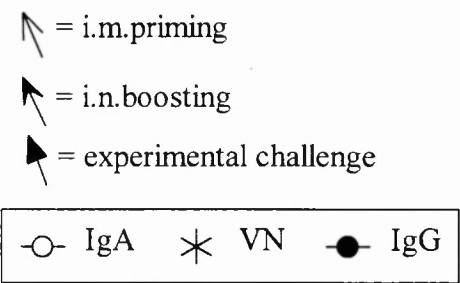 = i.m.priming
= i.n.boosting
= experimental challenge
IgA VN IgG